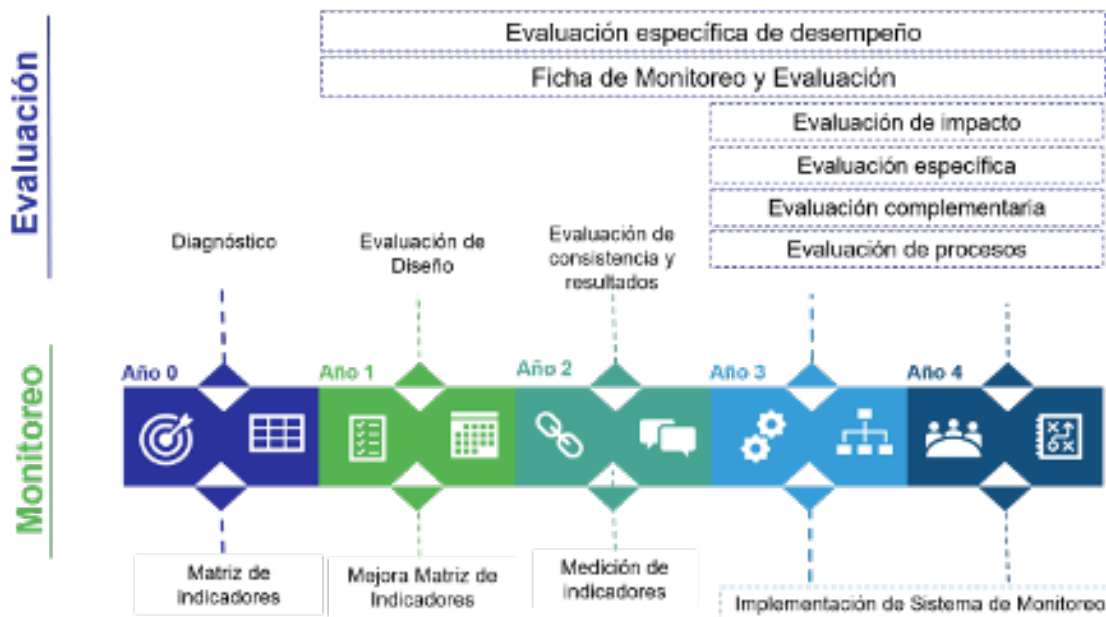 Evaluación
Evaluación específica de desempeño
Ficha de Monitoreo y Evaluación
Evaluación de impacto
Evaluación específica
Evaluación complementaria
Evaluación de procesos
Diagnóstico
Evaluación de
Diseño
Evaluación de
consistencia y
resultados
Monitoreo
Año 0
Año 1
Año 2
Año 3
Año 4
Matriz de
indicadores
Mejora Matriz de
Indicadores
Medición de
indicadores
Implementación de Sistema de Monitoreo